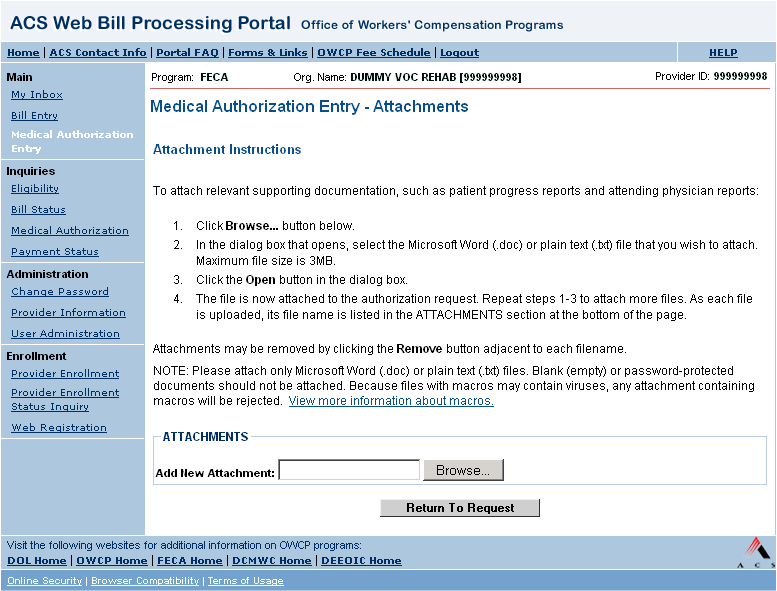 ACS Web Bill Processing Portal Office of Workers' Compensation Programs
Home | ACS Contact Info | Portal FAQ | Forms & Links | OWCP Fee Schedule | Logout
HELP
Main
My Inbox
Bill Entry
Medical Authorization
Entry
Inquiries
Eligibility
Bill Status
Medical Authorization
Payment Status
Administration
Change Password
Provider Information
User Administration
Enrollment
Provider Enrollment
Provider Enrollment
Status Inquiry
Web Registration
Program: FECA Org. Name: DUMMY VOC REHAB [999999998] Provider ID: 999999998
Medical Authorization Entry - Attachments
Attachment Instructions
To attach relevant supporting documentation, such as patient progress reports and attending physician reports:
1. Click Browse... button below.
2. In the dialog box that opens, select the Microsoft Word (.doc) or plain text (.txt) file that you wish to attach.
Maximum file size is 3MB.
3. Click the Open button in the dialog box.
4. The file is now attached to the authorization request. Repeat steps 1-3 to attach more files. As each file
is uploaded, its file name is listed in the ATTACHMENTS section at the bottom of the page.
Attachments may be removed by clicking the Remove button adjacent to each filename.
NOTE: Please attach only Microsoft Word (.doc) or plain text (.txt) files. Blank (empty) or password-protected
documents should not be attached. Because files with macros may contain viruses, any attachment containing
macros will be rejected. View more information about macros.
ATTACHMENTS
Add New Attachment: Browse...
Return To Request
Visit the following websites for additional information on OWCP programs:
DOL Home | OWCP Home | FECA Home | DCMWC Home | DEEOIC Home
A C S
Online Security | Browser Compatibility | Terms of Usage